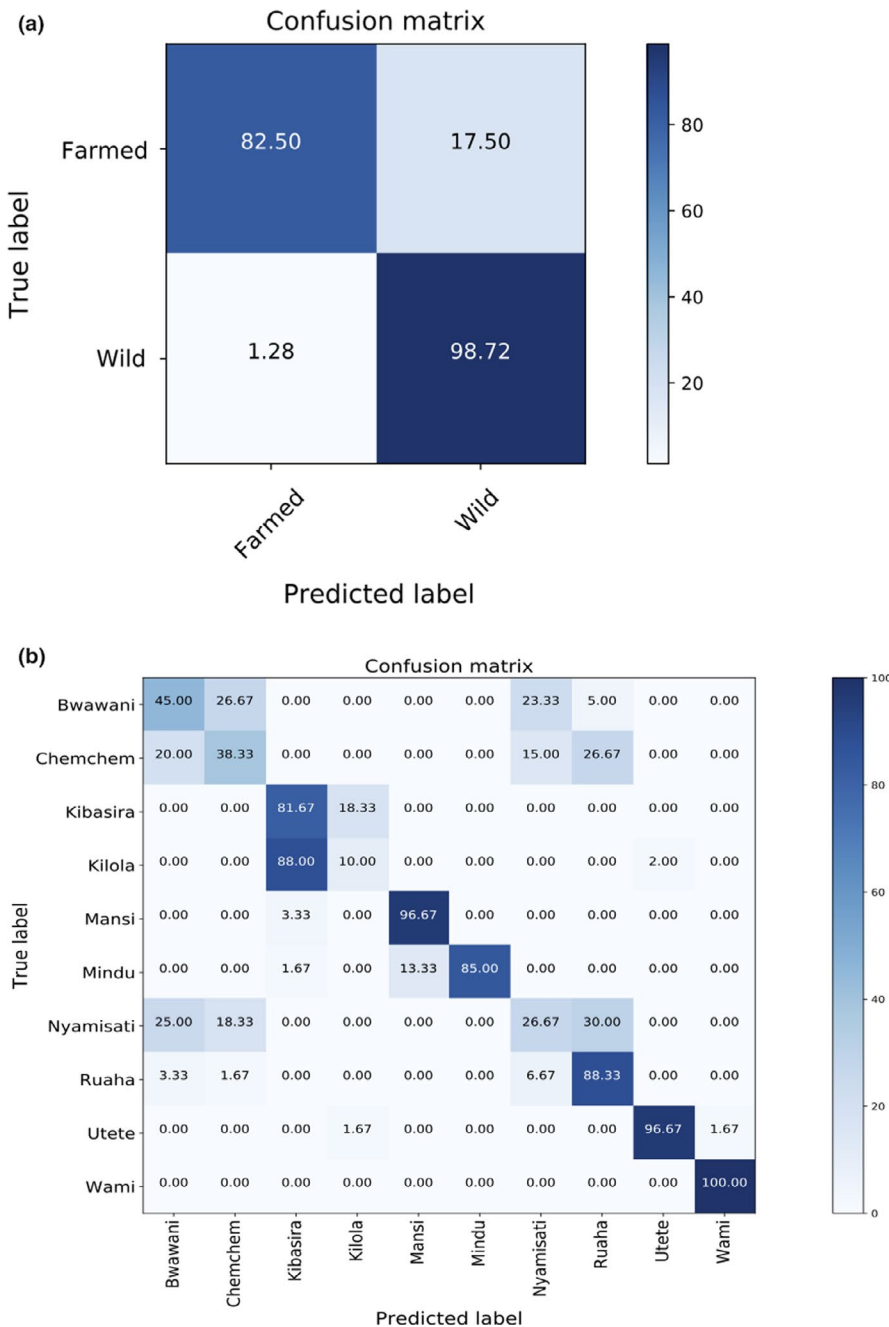 (a)
Confusion matrix
True label
Farmed
82.50 17.50
80
60
40
20
Wild
1.28 98.72
Farmed Wild
Predicted label
(b)
Confusion matrix
True label
Bwawani 45.00 26.67 0.00 0.00 0.00 0.00 23.33 5.00 0.00 0.00
Chemchem 20.00 38.33 0.00 0.00 0.00 0.00 15.00 26.67 0.00 0.00
Kibasira 0.00 0.00 81.67 18.33 0.00 0.00 0.00 0.00 0.00 0.00
Kilola 0.00 0.00 88.00 10.00 0.00 0.00 0.00 0.00 2.00 0.00
Mansi 0.00 0.00 3.33 0.00 96.67 0.00 0.00 0.00 0.00 0.00
Mindu 0.00 0.00 1.67 0.00 13.33 85.00 0.00 0.00 0.00 0.00
Nyamisati 25.00 18.33 0.00 0.00 0.00 0.00 26.67 30.00 0.00 0.00
Ruaha 3.33 1.67 0.00 0.00 0.00 0.00 6.67 88.33 0.00 0.00
Utete 0.00 0.00 0.00 1.67 0.00 0.00 0.00 0.00 96.67 1.67
Wami 0.00 0.00 0.00 0.00 0.00 0.00 0.00 0.00 0.00 100.00
Bwawani Chemchem Kibasira Kilola Mansi Mindu Nyamisati Ruaha Utete Wami
Predicted label
100
80
60
40
20
0